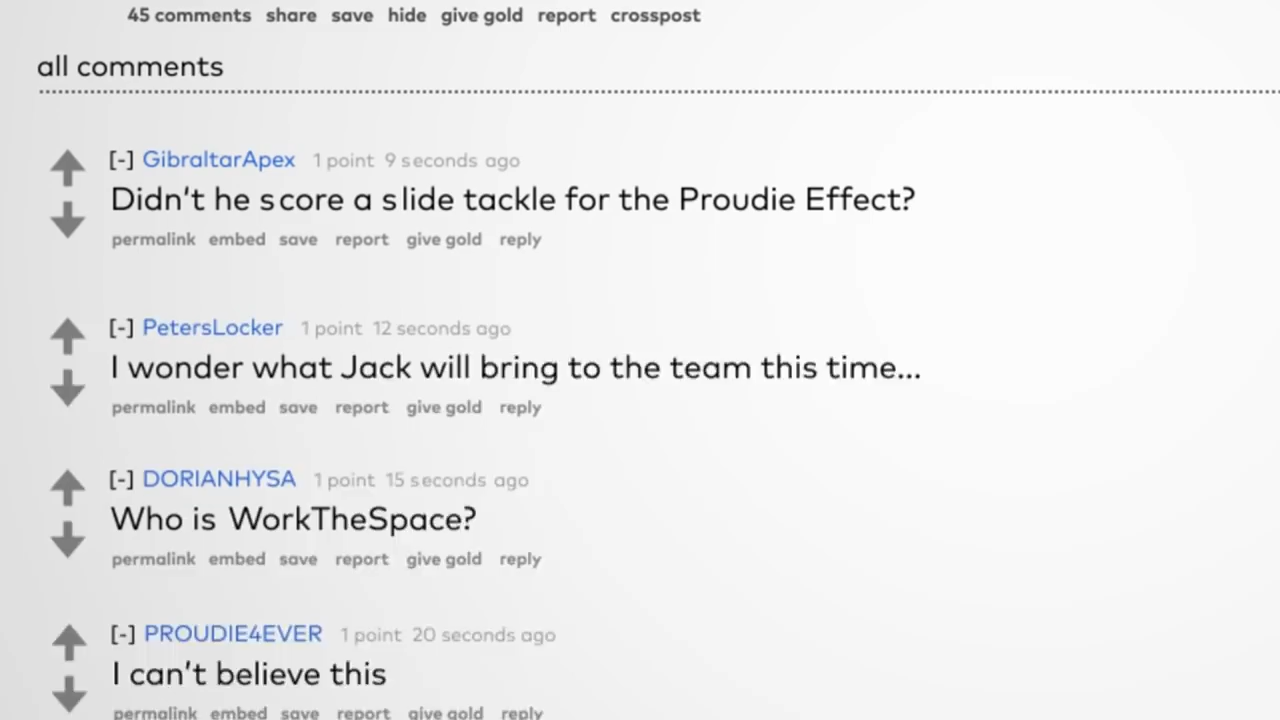 45 comments share save hide give gold report crosspost
all comments
[-] GibraltarApex 1 point 9 seconds ago
Didn't he score a slide tackle for the Proudie Effect?
permalink embed save report give gold reply
[-] PetersLocker 1 point 12 seconds ago
I wonder what Jack will bring to the team this time...
permalink embed save report give gold reply
[-] DORIANHYSA 1 point 15 seconds ago
Who is WorkTheSpace?
permalink embed save report give gold reply
[-] PROUDIE4EVER 1 point 20 seconds ago
I can't believe this
permalink embed save report give gold reply